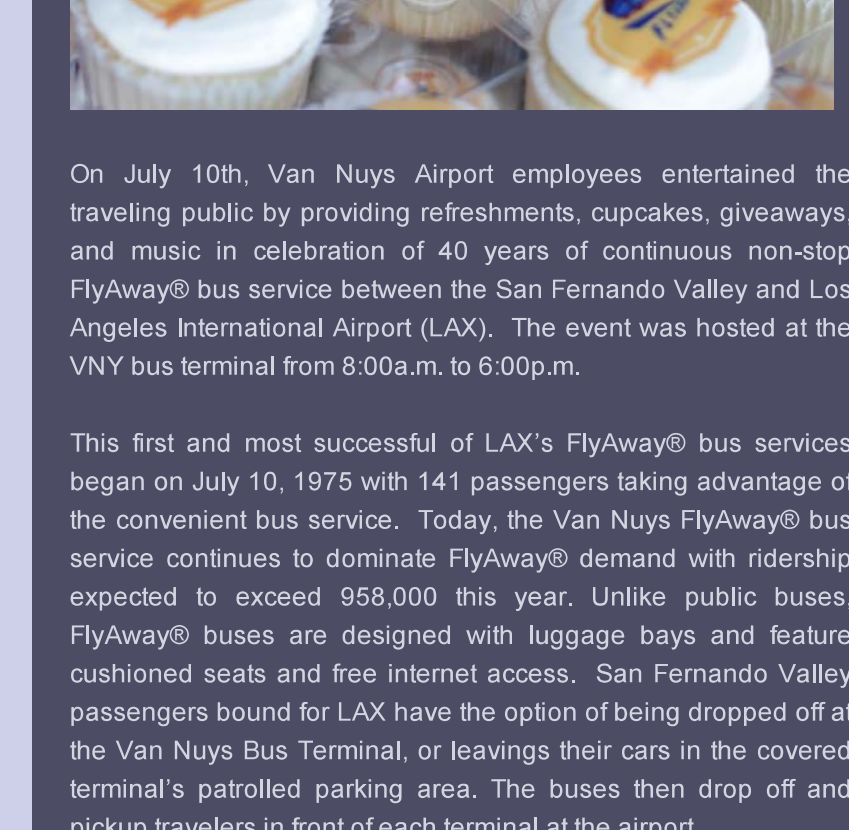 On July 10th, Van Nuys Airport employees entertained the
traveling public by providing refreshments, cupcakes, giveaways,
and music in celebration of 40 years of continuous non-stop
FlyAway® bus service between the San Fernando Valley and Los
Angeles International Airport (LAX).  The event was hosted at the
VNY bus terminal from 8:00a.m. to 6:00p.m.
This first and most successful of LAX’s FlyAway® bus services
began on July 10, 1975 with 141 passengers taking advantage of
the convenient bus service.  Today, the Van Nuys FlyAway® bus
service continues to dominate FlyAway® demand with ridership
expected to exceed 958,000 this year. Unlike public buses,
FlyAway® buses are designed with luggage bays and feature
cushioned seats and free internet access.  San Fernando Valley
passengers bound for LAX have the option of being dropped off at
the Van Nuys Bus Terminal, or leavings their cars in the covered
terminal’s patrolled parking area. The buses then drop off and
pickup travelers in front of each terminal at the airport.